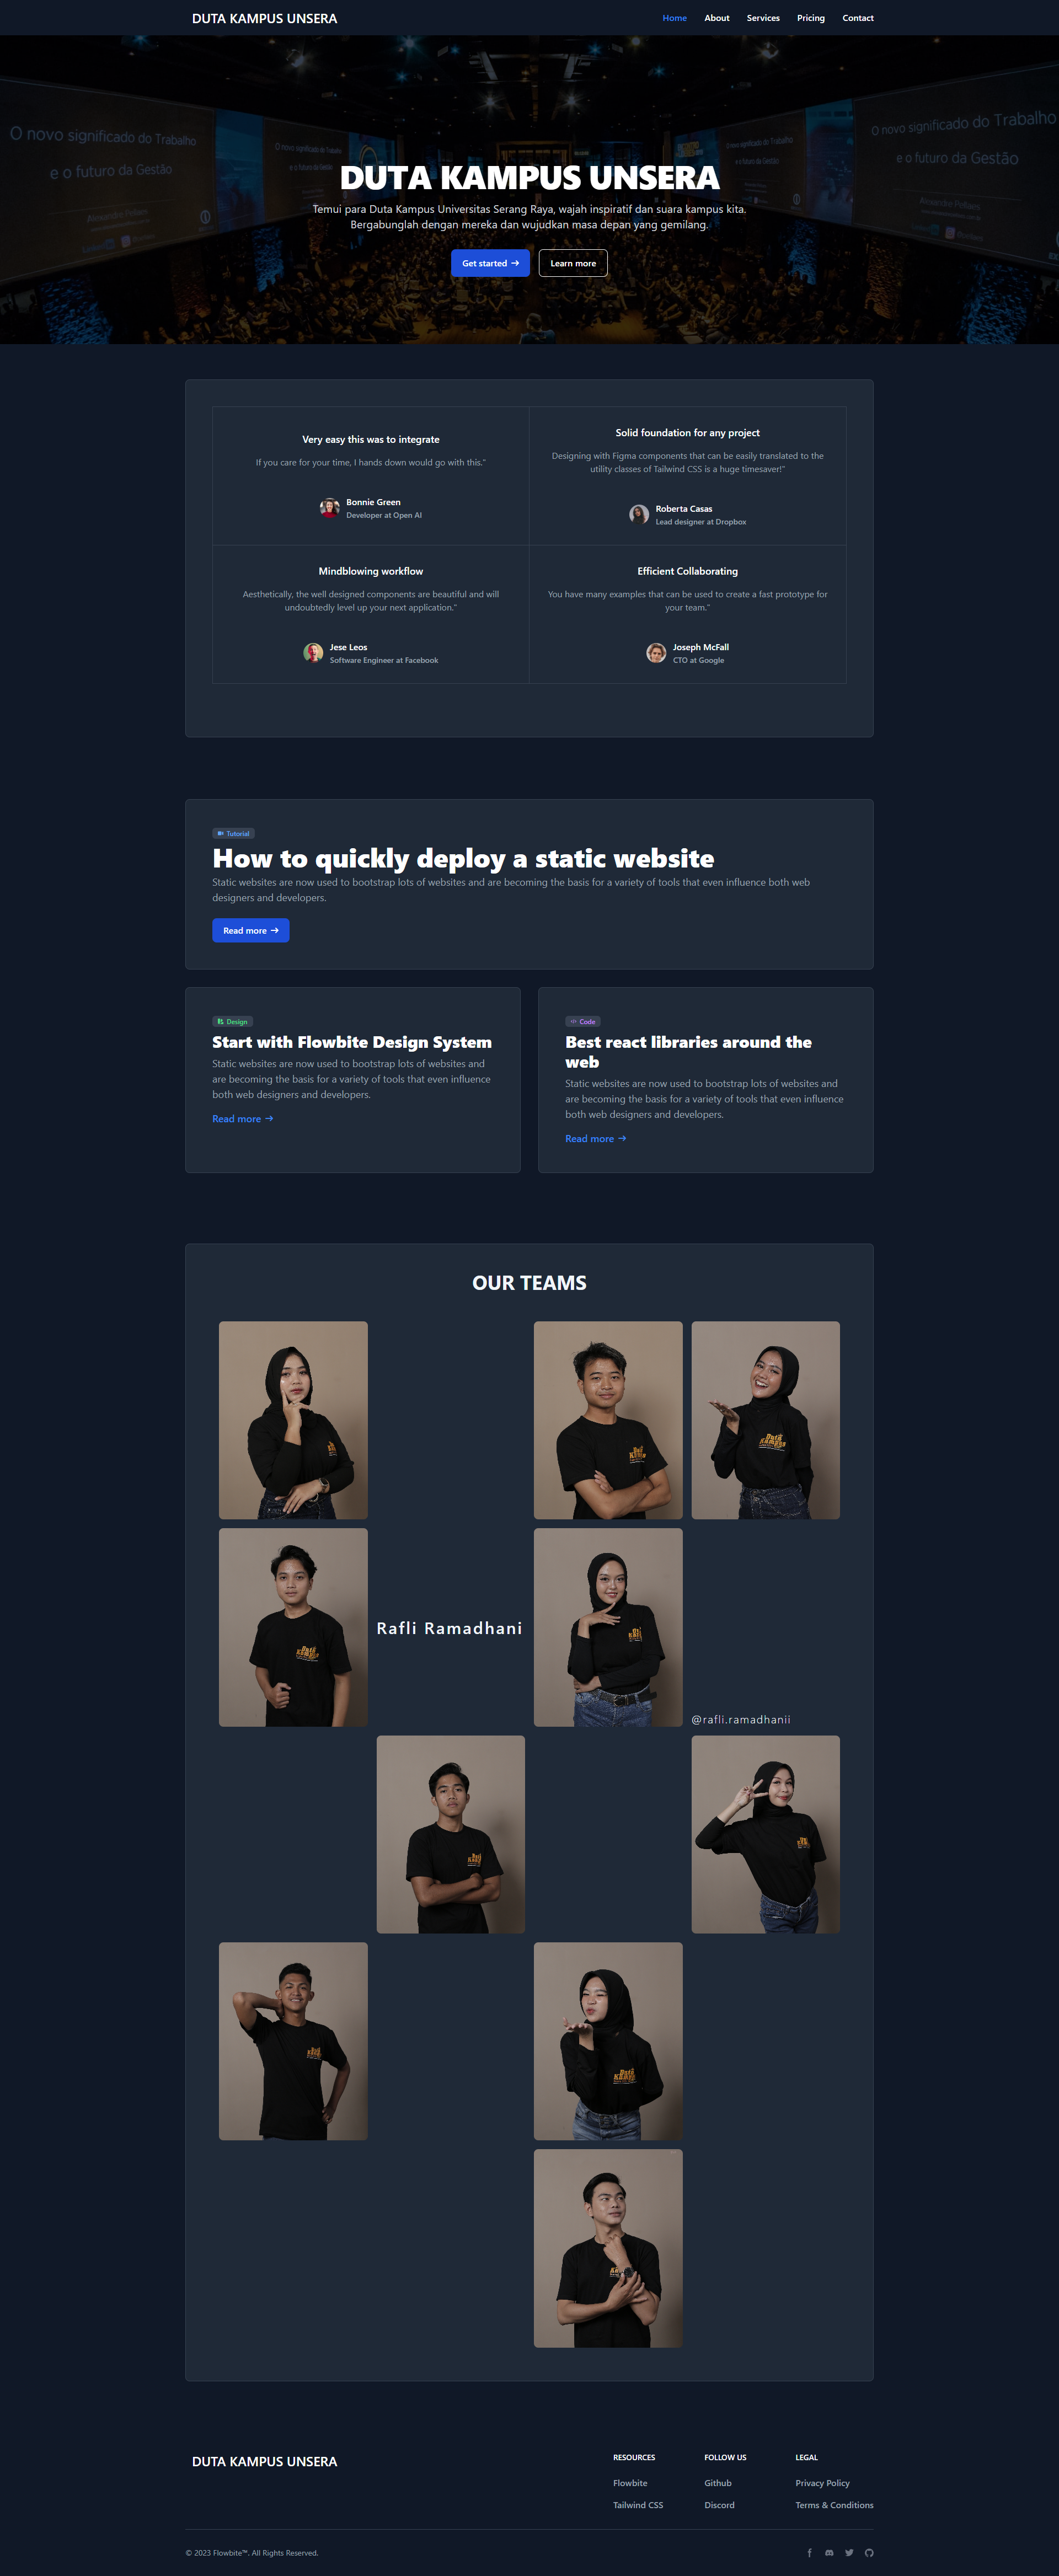 DUTA KAMPUS UNSERA
Home
About
Services
Pricing
Contact
O novo significado do Trabalho
e o futuro da Gestão
O novo significado do Trabalho
e o futuro da Gestão
DUTA KAMPUS UNSERA
Temui para Duta Kampus Universitas Serang Raya, wajah inspiratif dan suara kampus kita.
Bergabunglah dengan mereka dan wujudkan masa depan yang gemilang.
Get started
Learn more
Very easy this was to integrate
If you care for your time, I hands down would go with this."
Bonnie Green
Developer at Open AI
Solid foundation for any project
Designing with Figma components that can be easily translated to the
utility classes of Tailwind CSS is a huge timesaver!"
Roberta Casas
Lead designer at Dropbox
Mindblowing workflow
Aesthetically, the well designed components are beautiful and will
undoubtedly level up your next application."
Jese Leos
Software Engineer at Facebook
Efficient Collaborating
You have many examples that can be used to create a fast prototype for
your team."
Joseph McFall
CTO at Google
Tutorial
How to quickly deploy a static website
Static websites are now used to bootstrap lots of websites and are becoming the basis for a variety of tools that even influence both web
designers and developers.
Read more
Design
Start with Flowbite Design System
Static websites are now used to bootstrap lots of websites and
are becoming the basis for a variety of tools that even influence
both web designers and developers.
Read more
Code
Best react libraries around the
web
Static websites are now used to bootstrap lots of websites and
are becoming the basis for a variety of tools that even influence
both web designers and developers.
Read more
OUR TEAMS
Rafli Ramadhani
@rafli.ramadhanii
DUTA KAMPUS UNSERA
RESOURCES
Flowbite
Tailwind CSS
FOLLOW US
Github
Discord
LEGAL
Privacy Policy
Terms & Conditions
© 2023 Flowbite™. All Rights Reserved.